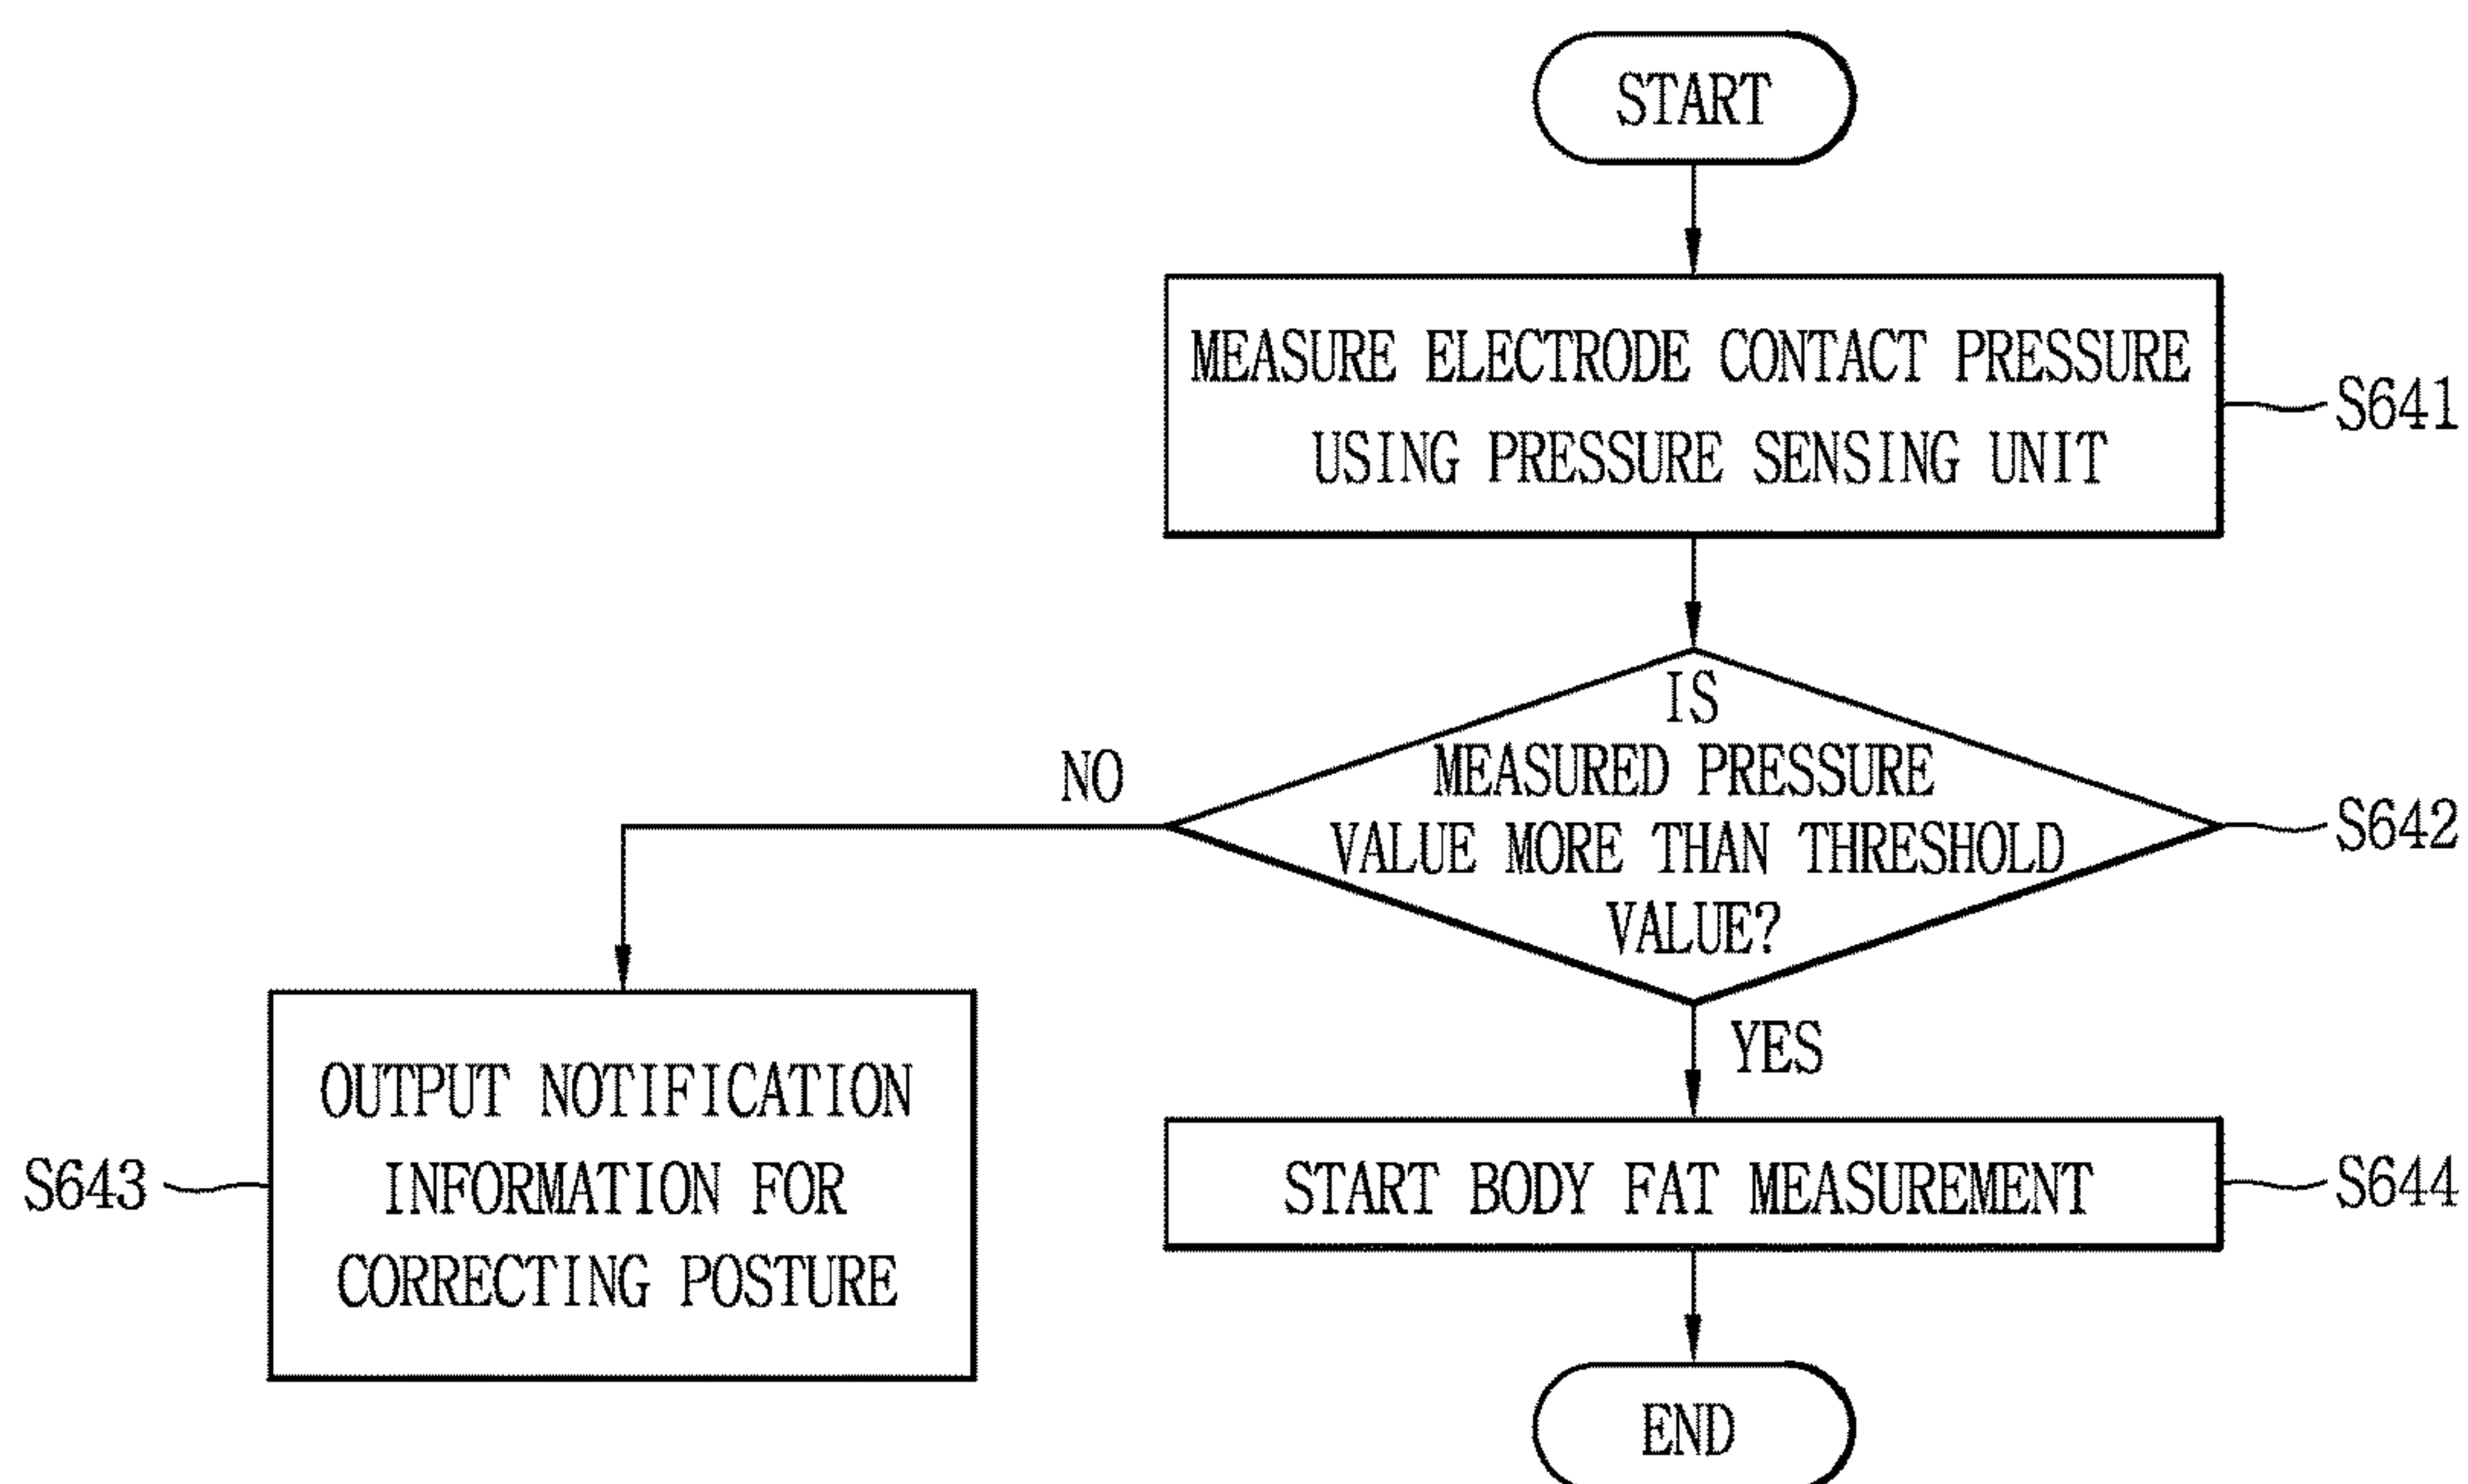 START
MEASURE ELECTRODE CONTACT PRESSURE
USING PRESSURE SENSING UNIT
S641
IS
MEASURED PRESSURE
VALUE MORE THAN THRESHOLD
VALUE?
S642
NO
YES
OUTPUT NOTIFICATION
INFORMATION FOR
CORRECTING POSTURE
S643
START BODY FAT MEASUREMENT
S644
END